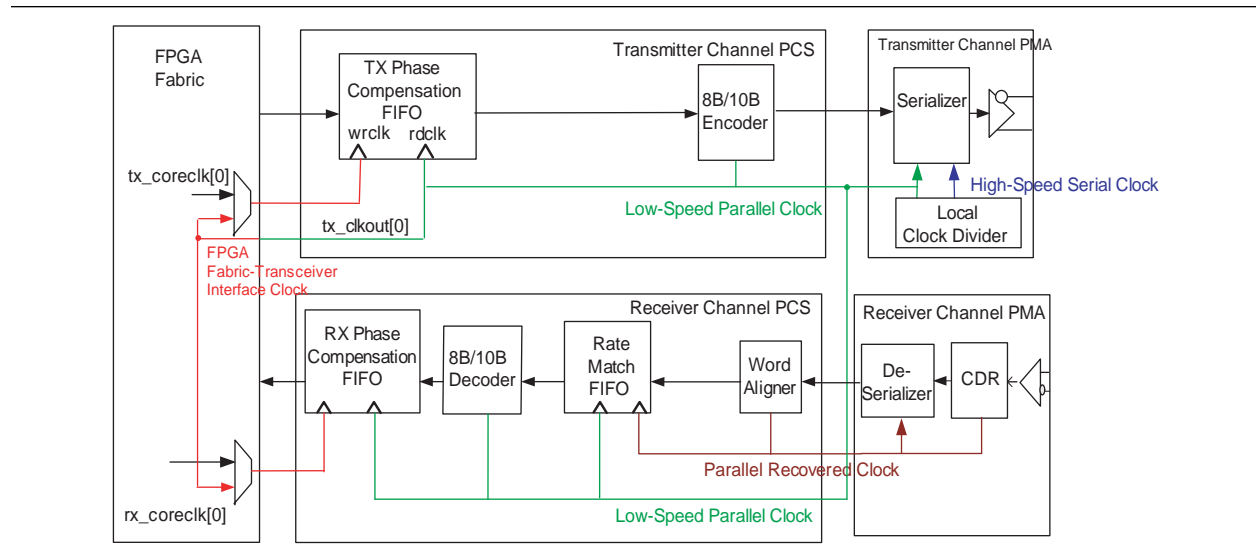 FPGA
Fabric
Transmitter Channel PCS
Transmitter Channel PMA
TX Phase
Compensation
FIFO
wrclk rdclk
8B/10B
Encoder
Serializer
tx_coreclk[0]
High-Speed Serial Clock
Low-Speed Parallel Clock
Local
Clock Divider
tx_clkout[0]
FPGA
Fabric-Transceiver
Interface Clock
Receiver Channel PCS
Receiver Channel PMA
RX Phase
Compensation
FIFO
8B/10B
Decoder
Rate
Match
FIFO
Word
Aligner
De-
Serializer
CDR
Parallel Recovered Clock
rx_coreclk[0]
Low-Speed Parallel Clock